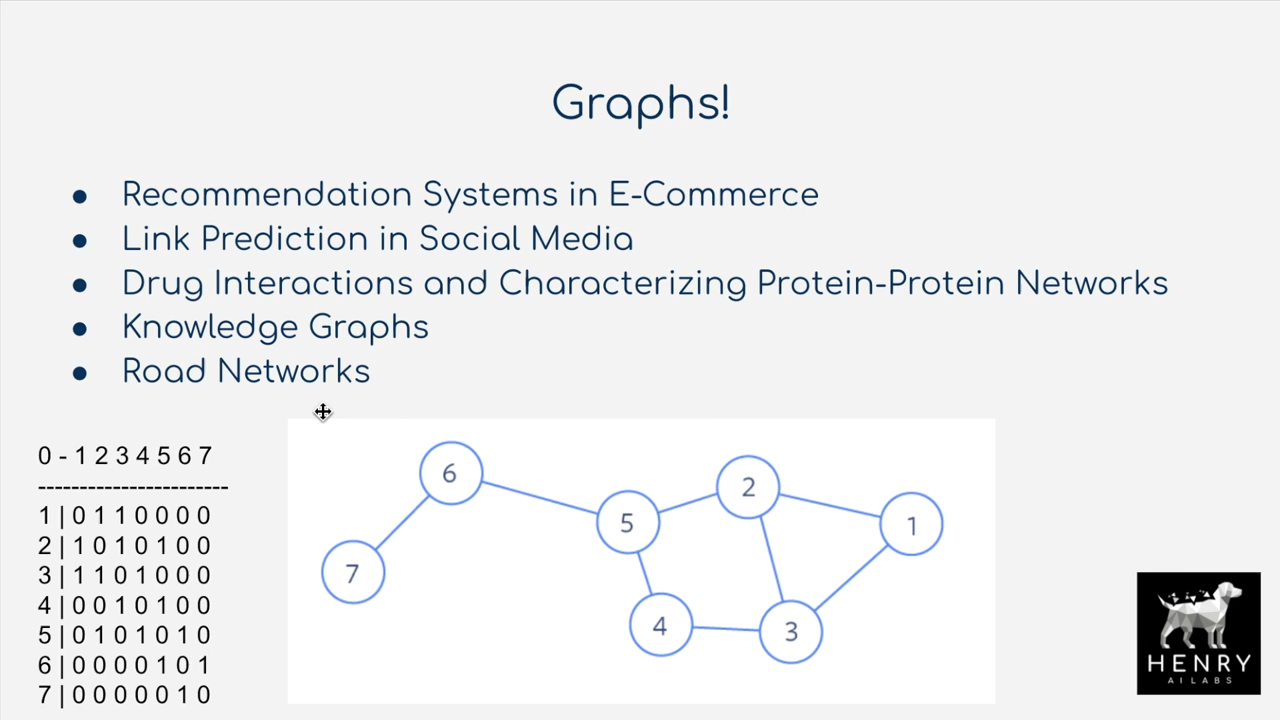 Graphs!
● Recommendation Systems in E-Commerce
● Link Prediction in Social Media
● Drug Interactions and Characterizing Protein-Protein Networks
● Knowledge Graphs
● Road Networks
0 - 1 2 3 4 5 6 7
-----------------------
1 | 0 1 1 0 0 0 0
2 | 1 0 1 0 1 0 0
3 | 1 1 0 1 0 0 0
4 | 0 0 1 0 1 0 0
5 | 0 1 0 1 0 1 0
6 | 0 0 0 0 1 0 1
7 | 0 0 0 0 0 1 0
6
2
5
1
7
4
3
HENRY
AI LABS